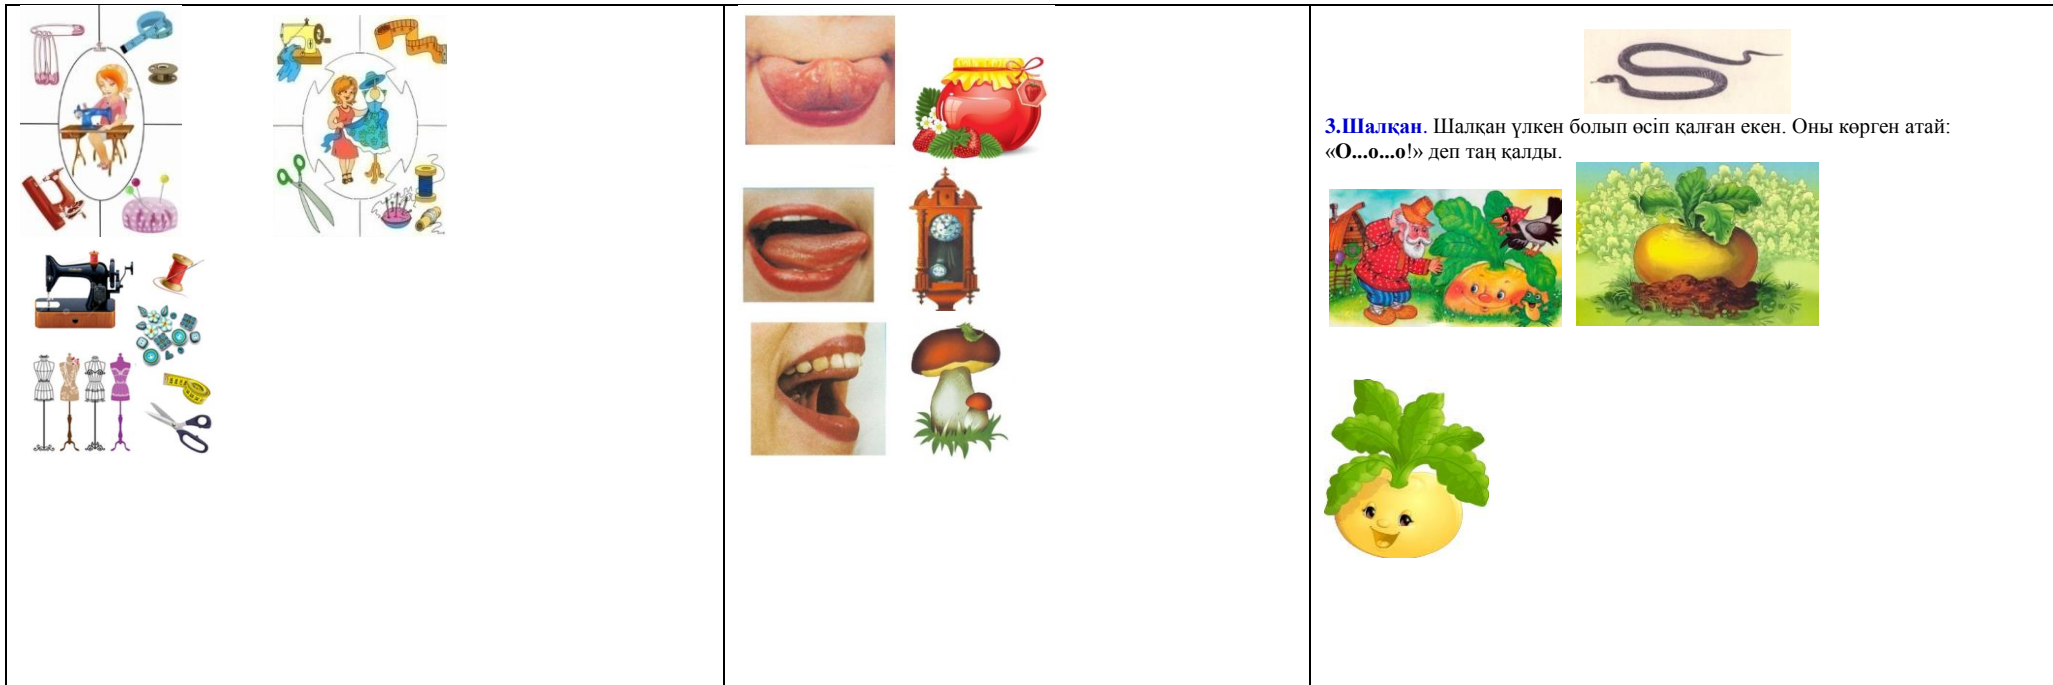 3.Шалқан. Шалқан үлкен болып өсіп қалған екен. Оны көрген атай:
«О...о...о!» деп таң қалды.